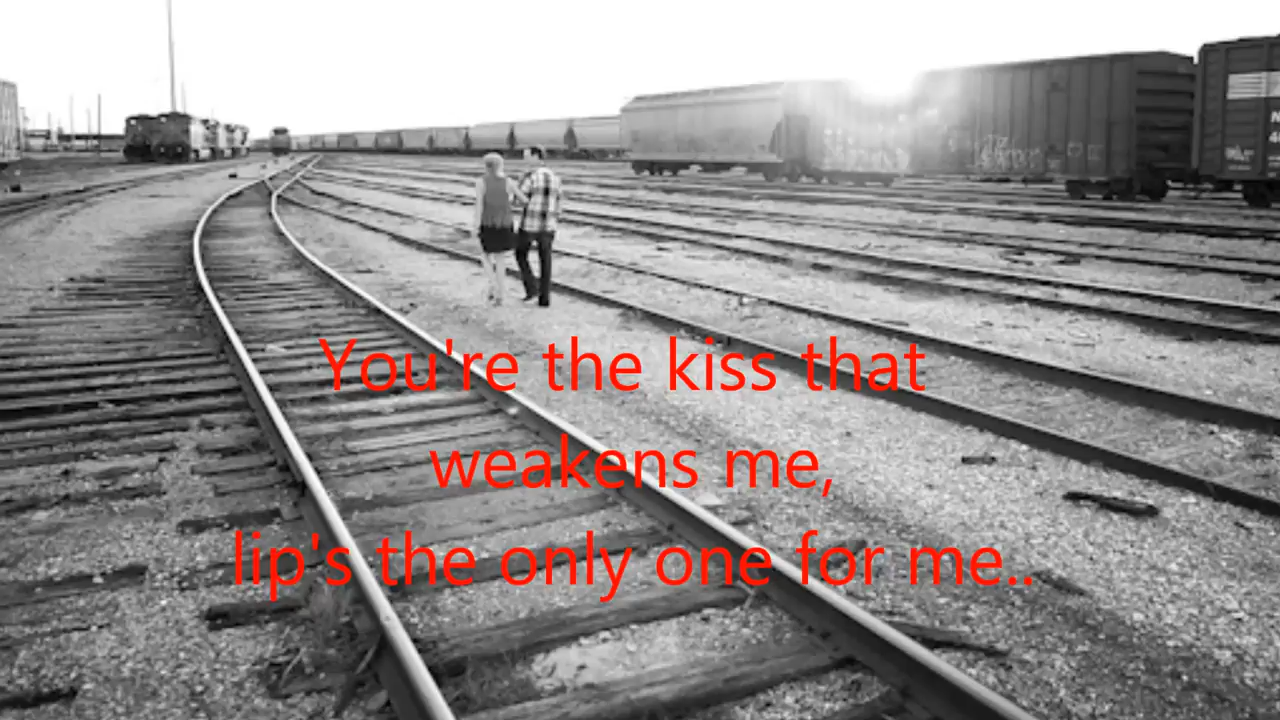 You're the kiss that
weakens me,
lip's the only one for me..